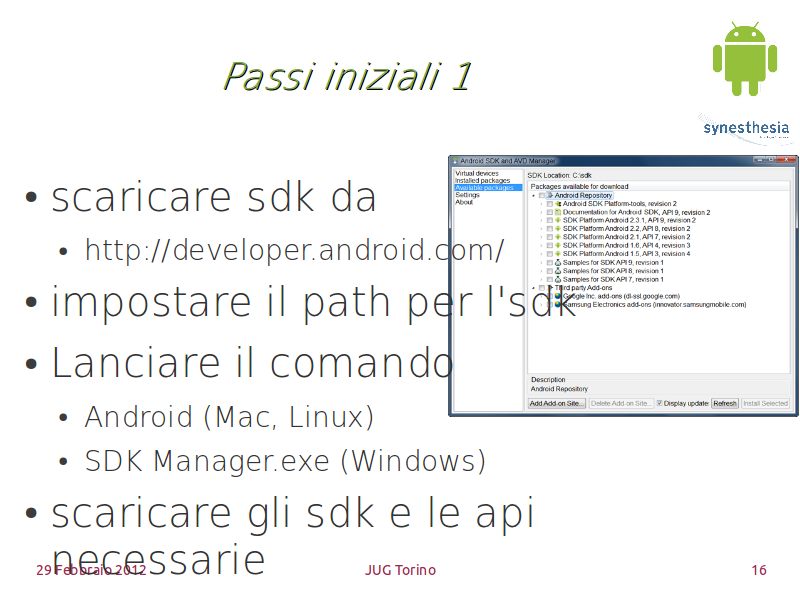 Passi iniziali 1
synesthesia
• scaricare sdk da
• http://developer.android.com/
• impostare il path per l'sdk
• Lanciare il comando
• Android (Mac, Linux)
• SDK Manager.exe (Windows)
• scaricare gli sdk e le api
necessarie
Android SDK and AVD Manager
Virtual devices
Installed packages
Available packages
Settings
About
SDK Location: C:\sdk
Packages available for download
Android Repository
Android SDK Platform-tools, revision 2
Documentation for Android SDK, API 9, revision 2
SDK Platform Android 2.3.1, API 9, revision 2
SDK Platform Android 2.2, API 8, revision 2
SDK Platform Android 2.1, API 7, revision 2
SDK Platform Android 1.6, API 4, revision 3
SDK Platform Android 1.5, API 3, revision 4
Samples for SDK API 9, revision 1
Samples for SDK API 8, revision 1
Samples for SDK API 7, revision 1
Third party Add-ons
Google Inc. add-ons (dl-ssl.google.com)
Samsung Electronics add-ons (innovator.samsungmobile.com)
Description
Android Repository
Add Add-on Site... Delete Add-on Site... Display update Refresh Install Selected
29 Febbraio 2012 JUG Torino 16